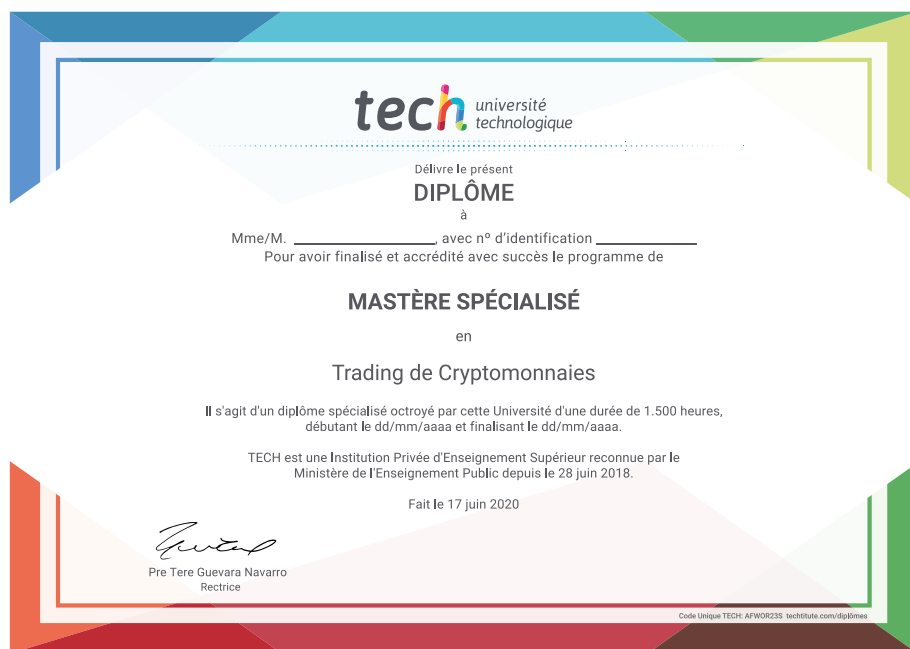 tech université
technologique
Délivre le présent
DIPLÔME
à
Mme/M. ____________________, avec nº d'identification ______________
Pour avoir finalisé et accrédité avec succès le programme de
MASTÈRE SPÉCIALISÉ
en
Trading de Cryptomonnaies
Il s'agit d'un diplôme spécialisé octroyé par cette Université d'une durée de 1.500 heures,
débutant le dd/mm/aaaa et finalisant le dd/mm/aaaa.
TECH est une Institution Privée d'Enseignement Supérieur reconnue par le
Ministère de l'Enseignement Public depuis le 28 juin 2018.
Fait le 17 juin 2020
Pre Tere Guevara Navarro
Rectrice
Code Unique TECH: AFWOR23S techtitute.com/diplômes